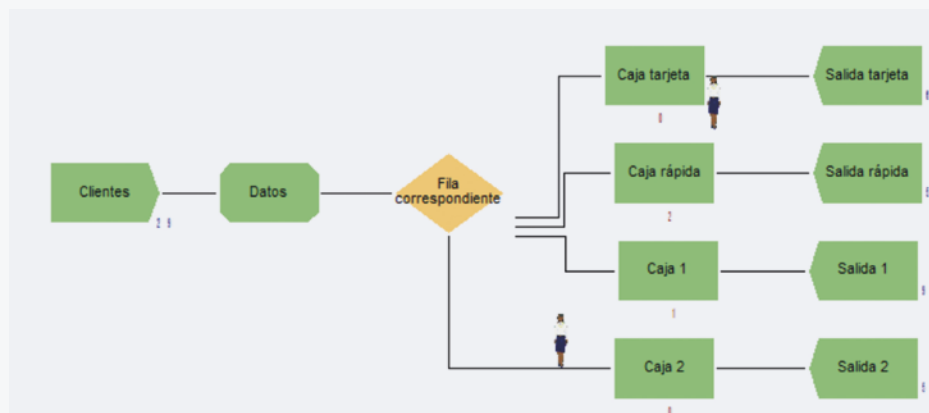 Caja tarjeta
Salida tarjeta
Caja rápida
Salida rápida
Clientes
Datos
Fila
correspondiente
2
Caja 1
Salida 1
Caja 2
Salida 2